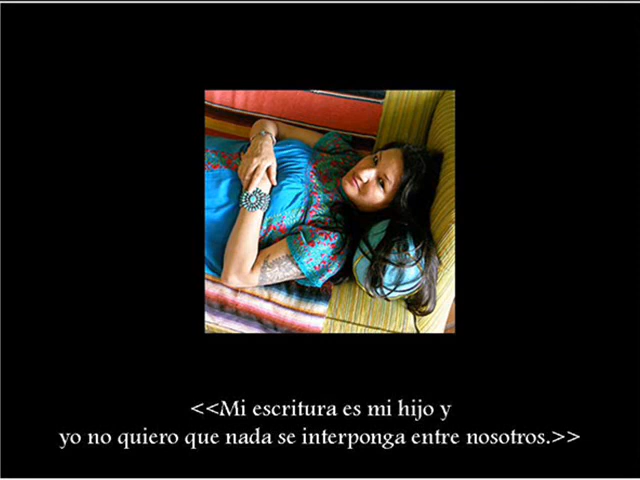 <<Mi escritura es mi hijo y
yo no quiero que nada se interponga entre nosotros.>>